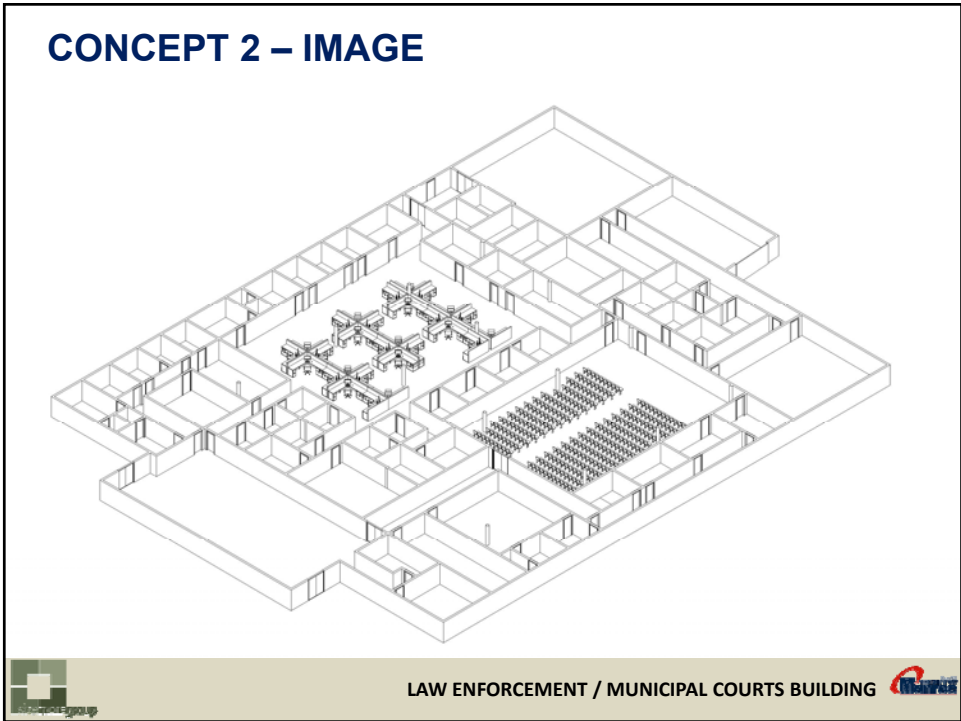 CONCEPT 2 – IMAGE
LAW ENFORCEMENT / MUNICIPAL COURTS BUILDING